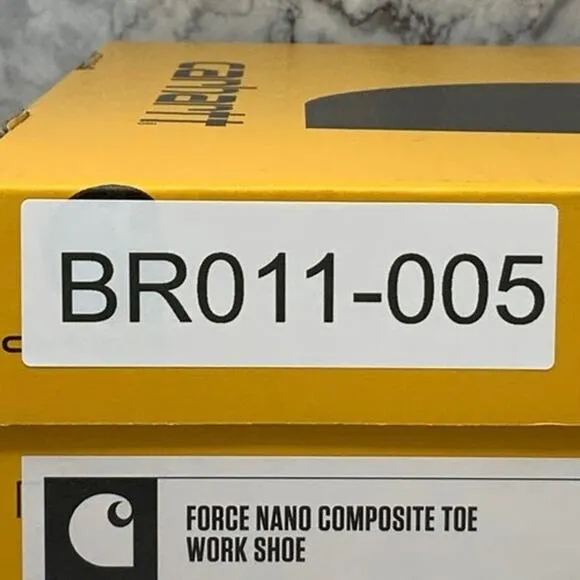 carhartt
BR011-005
FORCE NANO COMPOSITE TOE
WORK SHOE